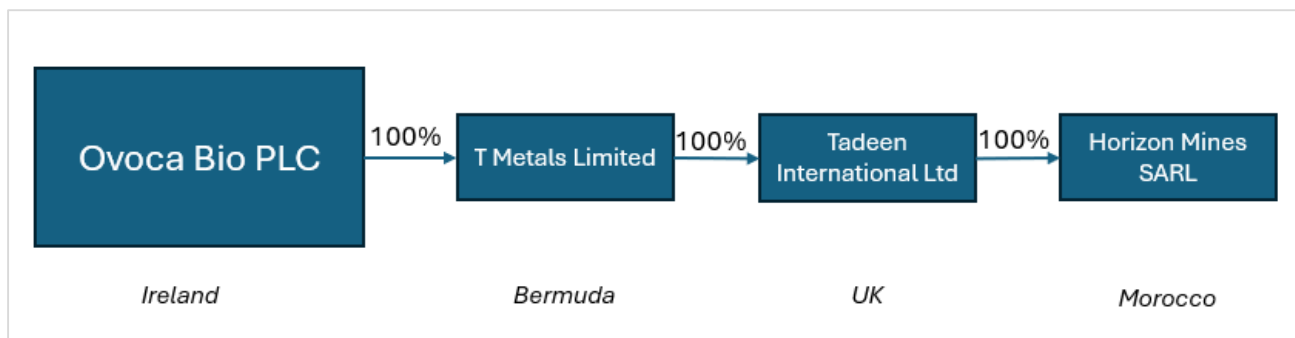 Ovoca Bio PLC
100%
T Metals Limited
100%
Tadeen
International Ltd
100%
Horizon Mines
SARL
Ireland
Bermuda
UK
Morocco